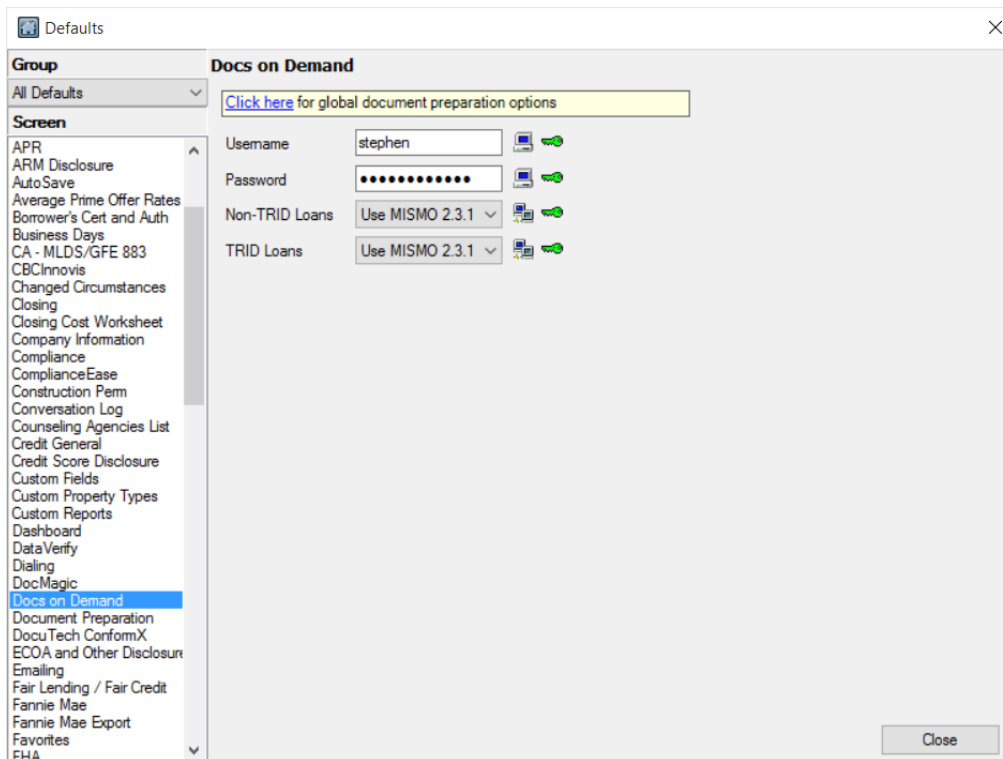 Defaults
Group
All Defaults
Screen
APR
ARM Disclosure
AutoSave
Average Prime Offer Rates
Borrower's Cert and Auth
Business Days
CA - MLDS/GFE 883
CBCInnovis
Changed Circumstances
Closing
Closing Cost Worksheet
Company Information
Compliance
ComplianceEase
Construction Perm
Conversation Log
Counseling Agencies List
Credit General
Credit Score Disclosure
Custom Fields
Custom Property Types
Custom Reports
Dashboard
DataVerify
Dialing
DocMagic
Docs on Demand
Document Preparation
DocuTech ConformX
ECOA and Other Disclosure
Emailing
Fair Lending / Fair Credit
Fannie Mae
Fannie Mae Export
Favorites
FHA
Docs on Demand
Click here for global document preparation options
Username stephen
Password ●●●●●●●●●●●●
Non-TRID Loans Use MISMO 2.3.1
TRID Loans Use MISMO 2.3.1
Close